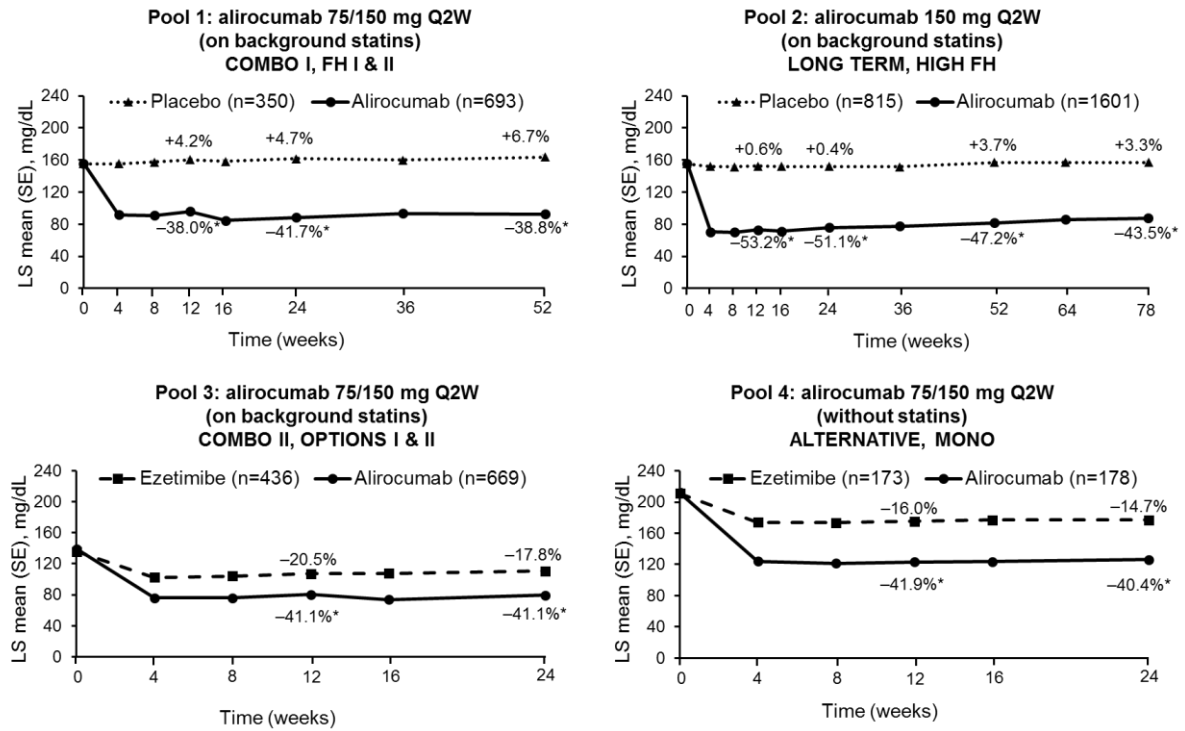 Pool 1: alirocumab 75/150 mg Q2W
(on background statins)
COMBO I, FH I & II
Placebo (n=350) Alirocumab (n=693)
LS mean (SE), mg/dL
240
200
160
120
80
40
0
+4.2%
+4.7%
+6.7%
–38.0%*
–41.7%*
–38.8%*
0 4 8 12 16 24 36 52
Time (weeks)
Pool 2: alirocumab 150 mg Q2W
(on background statins)
LONG TERM, HIGH FH
Placebo (n=815) Alirocumab (n=1601)
LS mean (SE), mg/dL
240
200
160
120
80
40
0
+0.6%
+0.4%
+3.7%
+3.3%
–53.2%*
–51.1%*
–47.2%*
–43.5%*
0 4 8 12 16 24 36 52 64 78
Time (weeks)
Pool 3: alirocumab 75/150 mg Q2W
(on background statins)
COMBO II, OPTIONS I & II
Ezetimibe (n=436) Alirocumab (n=669)
LS mean (SE), mg/dL
240
200
160
120
80
40
0
–20.5%
–17.8%
–41.1%*
–41.1%*
0 4 8 12 16 24
Time (weeks)
Pool 4: alirocumab 75/150 mg Q2W
(without statins)
ALTERNATIVE, MONO
Ezetimibe (n=173) Alirocumab (n=178)
LS mean (SE), mg/dL
240
200
160
120
80
40
0
–16.0%
–14.7%
–41.9%*
–40.4%*
0 4 8 12 16 24
Time (weeks)